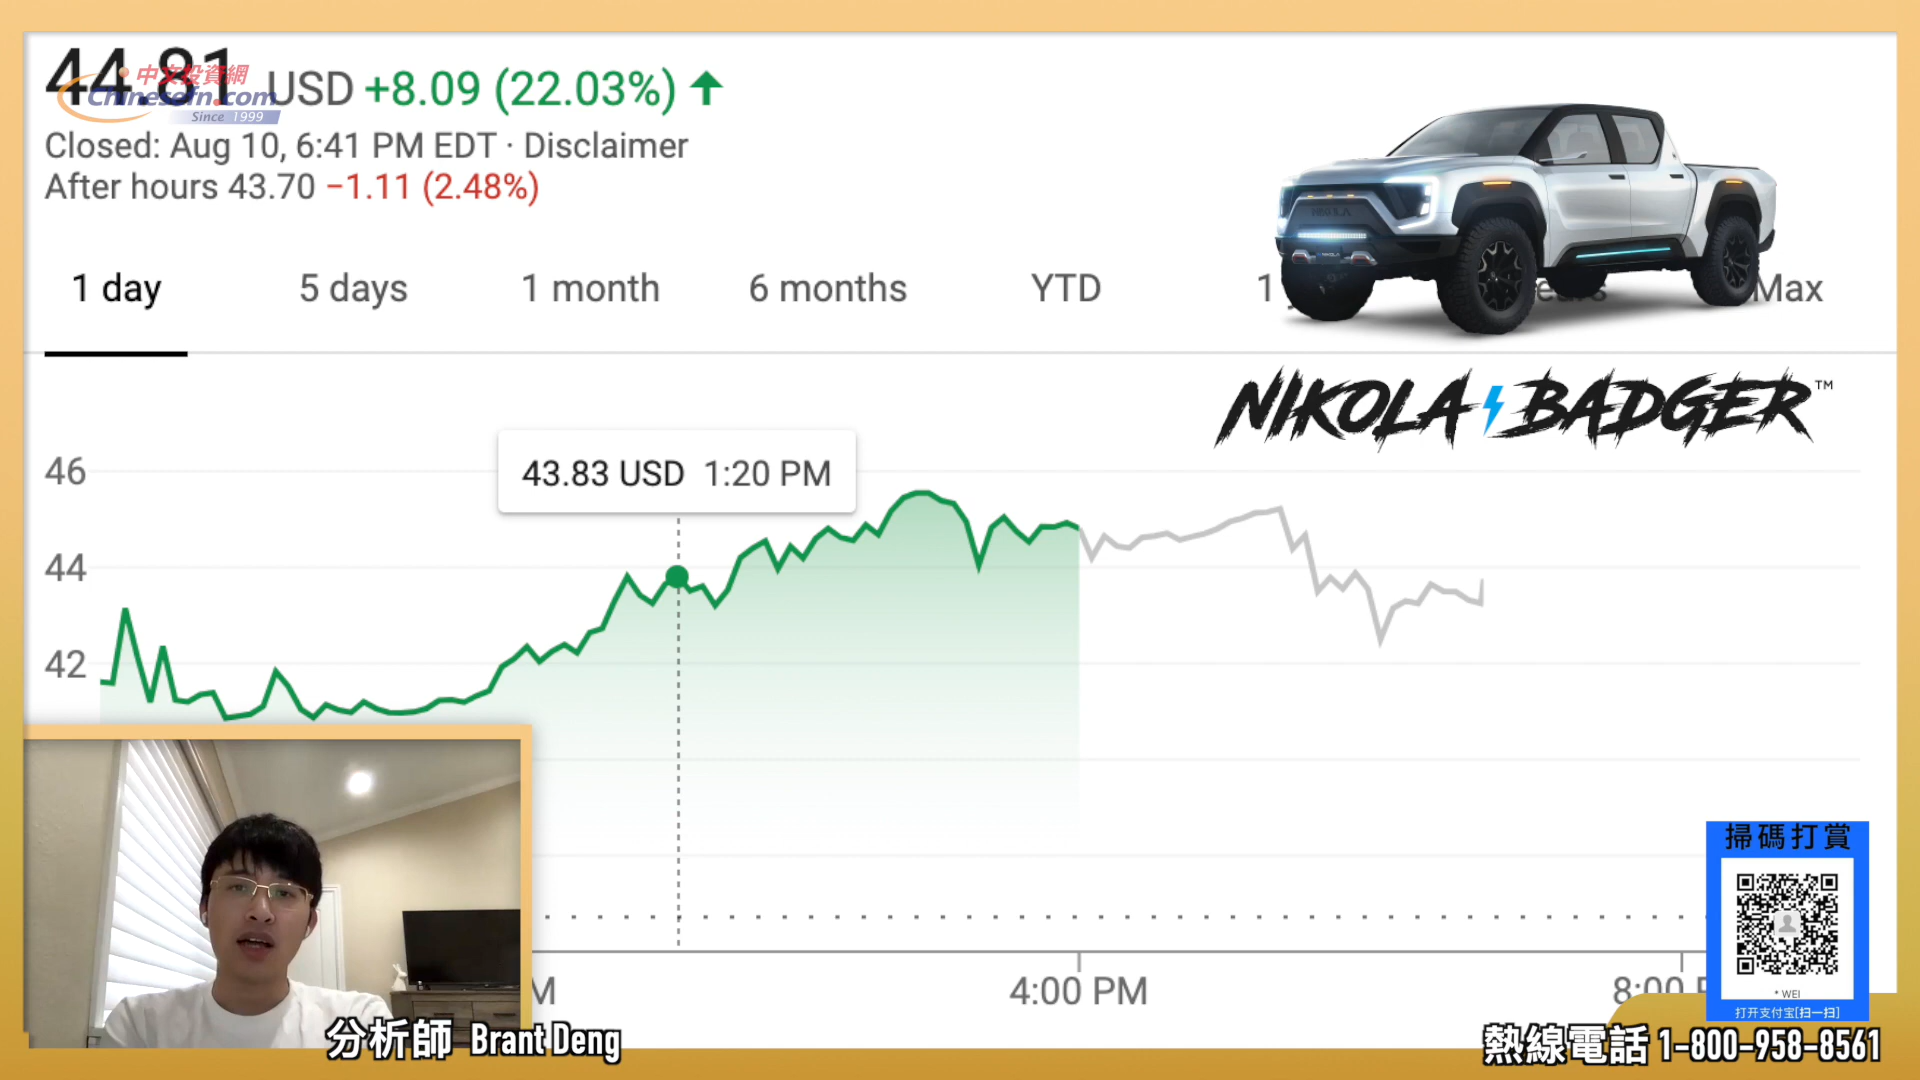 44.81 USD +8.09 (22.03%)
中文投資網
Chinesefn.com
Since 1999
Closed: Aug 10, 6:41 PM EDT · Disclaimer
After hours 43.70 −1.11 (2.48%)
1 day 5 days 1 month 6 months YTD 1 Max
NIKOLA BADGER™
43.83 USD 1:20 PM
46
44
42
4:00 PM
8:00
掃碼打賞
* WEI
打开支付宝[扫一扫]
分析師 Brant Deng
熱線電話 1-800-958-8561